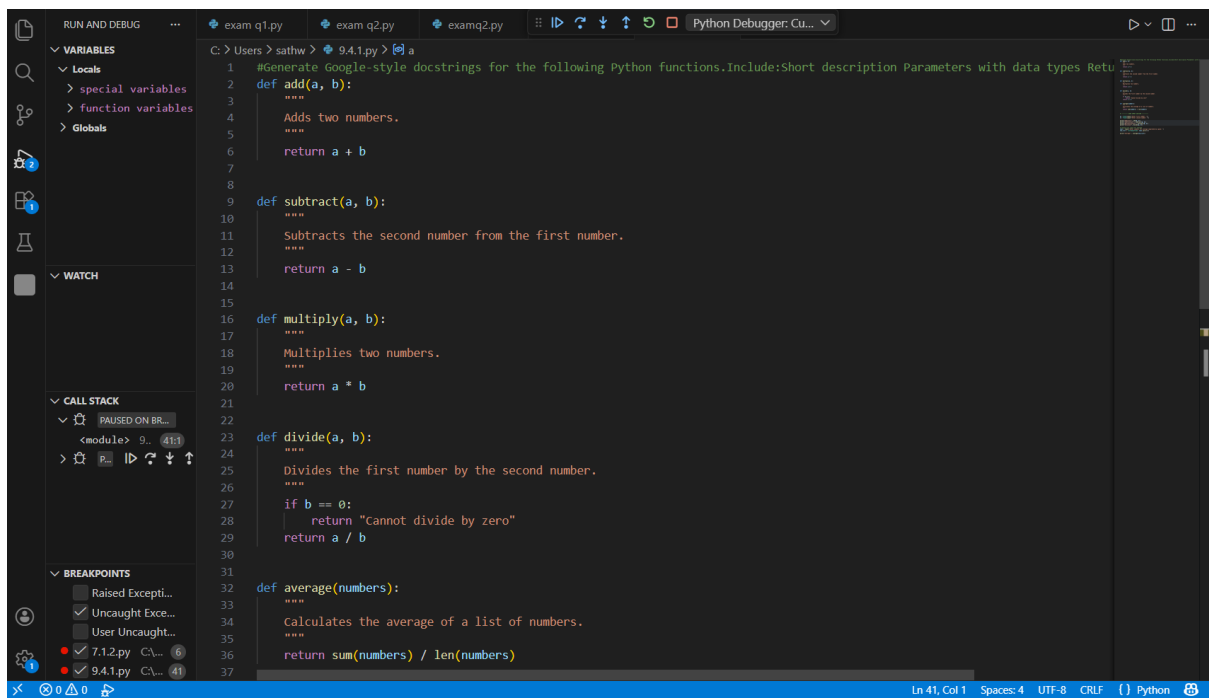 RUN AND DEBUG ···
exam q1.py
exam q2.py
examq2.py
Python Debugger: Cu...
VARIABLES
Locals
special variables
function variables
Globals
WATCH
CALL STACK
PAUSED ON BR...
<module> 9.. 41:1
P...
BREAKPOINTS
Raised Excepti...
Uncaught Exce...
User Uncaught...
7.1.2.py C:\... 6
9.4.1.py C:\... 41
2
1
1
C: > Users > sathw > 9.4.1.py > a
1 #Generate Google-style docstrings for the following Python functions.Include:Short description Parameters with data types Retu
2 def add(a, b):
3 """
4 Adds two numbers.
5 """
6 return a + b
7
8
9 def subtract(a, b):
10 """
11 Subtracts the second number from the first number.
12 """
13 return a - b
14
15
16 def multiply(a, b):
17 """
18 Multiplies two numbers.
19 """
20 return a * b
21
22
23 def divide(a, b):
24 """
25 Divides the first number by the second number.
26 """
27 if b == 0:
28 return "Cannot divide by zero"
29 return a / b
30
31
32 def average(numbers):
33 """
34 Calculates the average of a list of numbers.
35 """
36 return sum(numbers) / len(numbers)
37
0 0
Ln 41, Col 1 Spaces: 4 UTF-8 CRLF { } Python